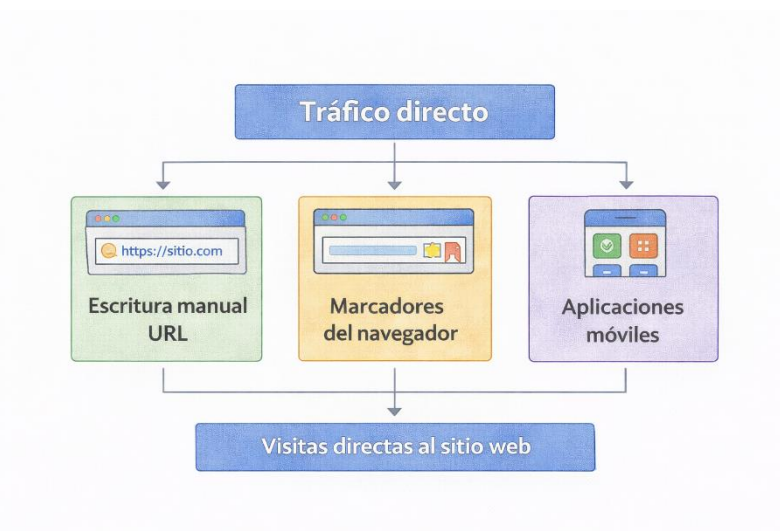 Tráfico directo
https://sitio.com
Escritura manual
URL
Marcadores
del navegador
Aplicaciones
móviles
Visitas directas al sitio web